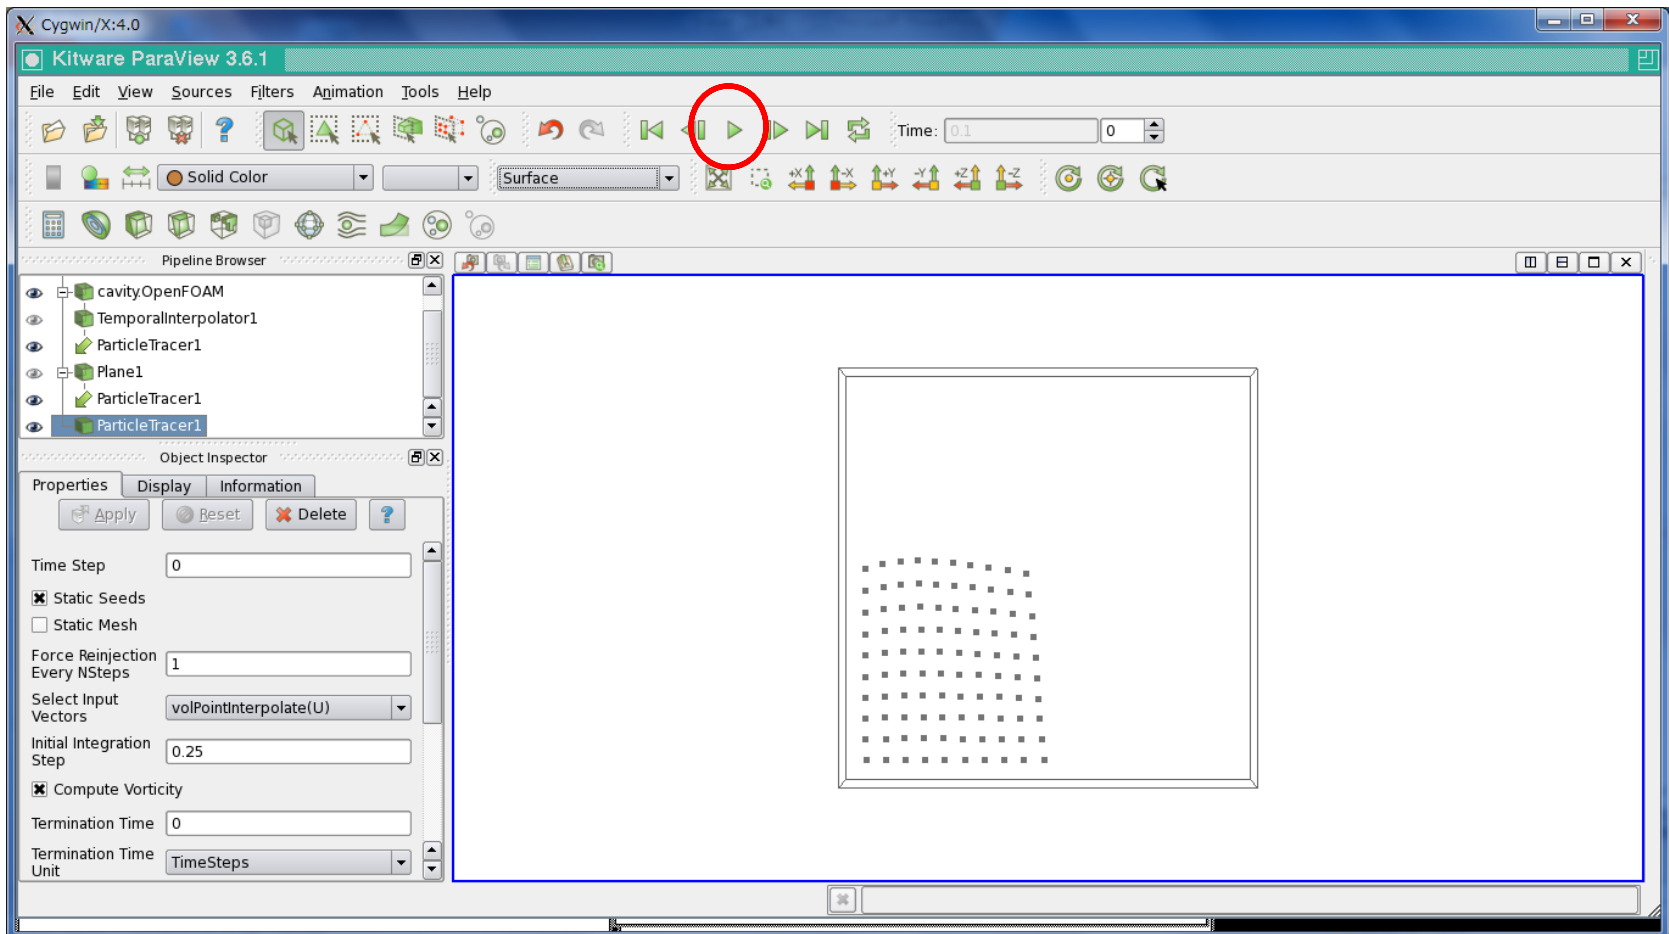 Cygwin/X:4.0
Kitware ParaView 3.6.1
File Edit View Sources Filters Animation Tools Help
Time: 0.1 0
Solid Color Surface
+X -X +Y -Y +Z -Z
Pipeline Browser
cavity.OpenFOAM
TemporalInterpolator1
ParticleTracer1
Plane1
ParticleTracer1
ParticleTracer1
Object Inspector
Properties Display Information
Apply Reset Delete ?
Time Step 0
Static Seeds
Static Mesh
Force Reinjection
Every NSteps 1
Select Input
Vectors volPointInterpolate(U)
Initial Integration
Step 0.25
Compute Vorticity
Termination Time 0
Termination Time
Unit TimeSteps